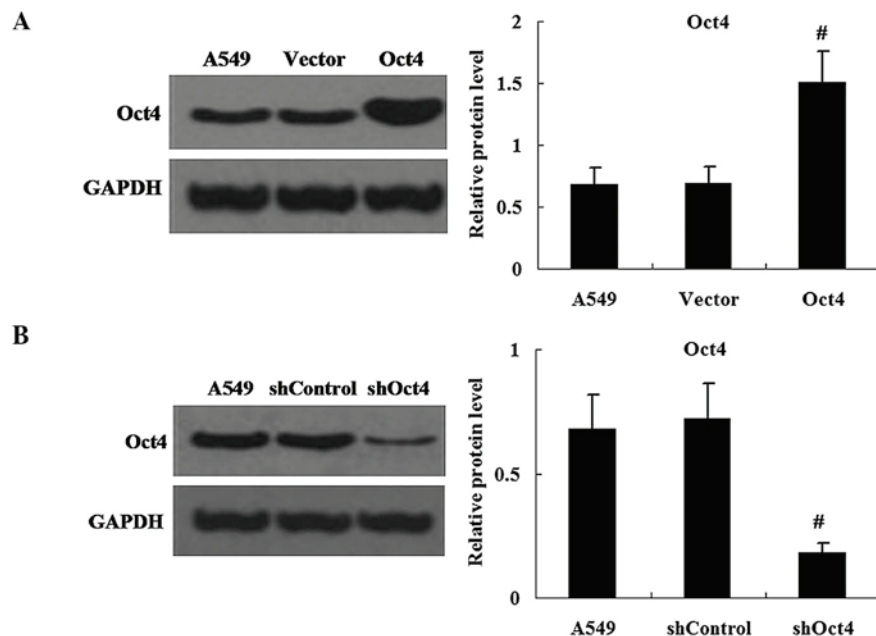 A
A549 Vector Oct4
Oct4
GAPDH
Oct4
Relative protein level
2
1.5
1
0.5
0
#
A549 Vector Oct4
B
A549 shControl shOct4
Oct4
GAPDH
Oct4
Relative protein level
1
0.5
0
#
A549 shControl shOct4